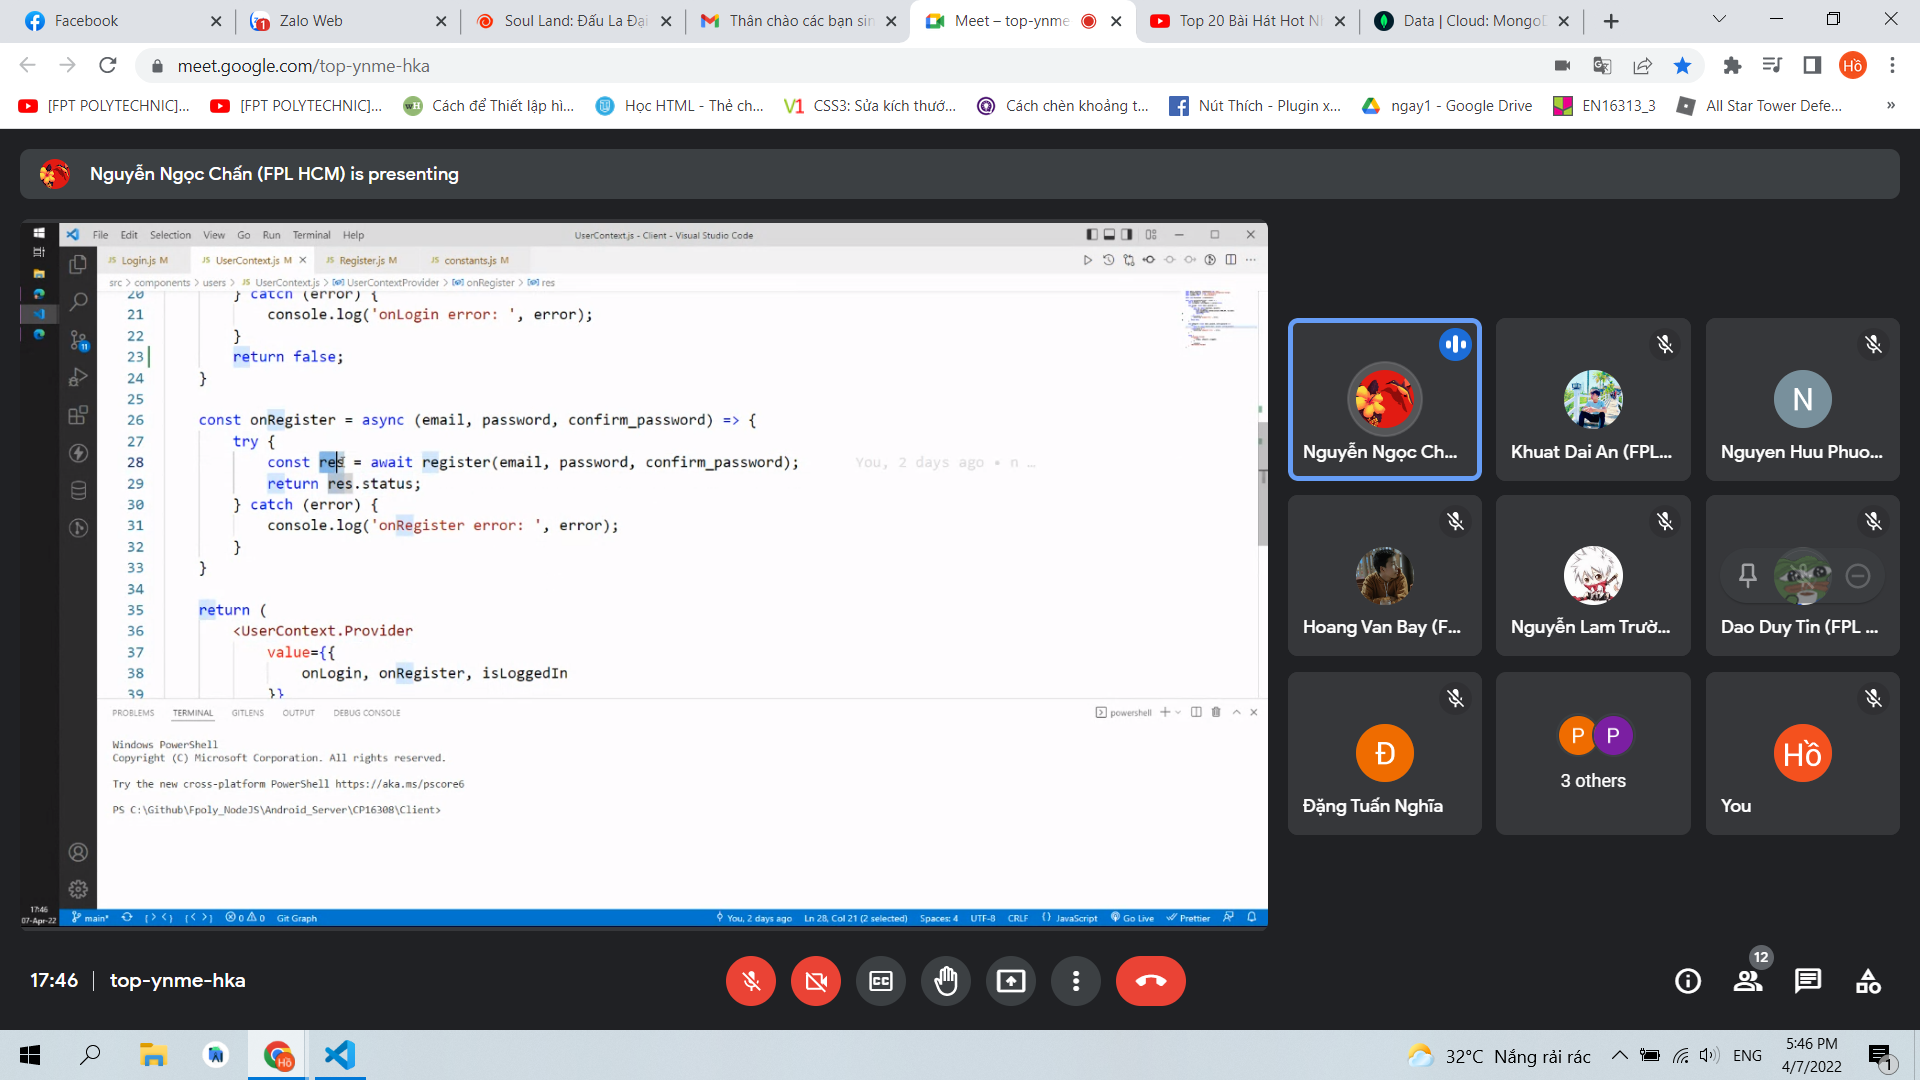 Facebook
Zalo Web
Soul Land: Đấu La Đại
Thân chào các bạn sin
Meet – top-ynme
Top 20 Bài Hát Hot N
Data | Cloud: MongoD
meet.google.com/top-ynme-hka
Hồ
[FPT POLYTECHNIC]...
[FPT POLYTECHNIC]...
Cách để Thiết lập hì...
Học HTML - Thẻ ch...
CSS3: Sửa kích thướ...
Cách chèn khoảng t...
Nút Thích - Plugin x...
ngay1 - Google Drive
EN16313_3
All Star Tower Defe...
»
Nguyễn Ngọc Chấn (FPL HCM) is presenting
File Edit Selection View Go Run Terminal Help
UserContext.js - Client - Visual Studio Code
JS Login.js M
JS UserContext.js M
JS Register.js M
JS constants.js M
src > components > users > JS UserContext.js > UserContextProvider > onRegister > res
20 } catch (error) {
21 console.log('onLogin error: ', error);
22 }
23 return false;
24 }
25
26 const onRegister = async (email, password, confirm_password) => {
27 try {
28 const res = await register(email, password, confirm_password); You, 2 days ago • n …
29 return res.status;
30 } catch (error) {
31 console.log('onRegister error: ', error);
32 }
33 }
34
35 return (
36 <UserContext.Provider
37 value={{
38 onLogin, onRegister, isLoggedIn
39 }}
PROBLEMS TERMINAL GITLENS OUTPUT DEBUG CONSOLE
powershell
Windows PowerShell
Copyright (C) Microsoft Corporation. All rights reserved.
Try the new cross-platform PowerShell https://aka.ms/pscore6
PS C:\Github\Fpoly_NodeJS\Android_Server\CP16308\Client>
11
17:46
07-Apr-22
main* 0 0 Git Graph
You, 2 days ago Ln 28, Col 21 (2 selected) Spaces: 4 UTF-8 CRLF JavaScript Go Live Prettier
Nguyễn Ngọc Ch...
Khuat Dai An (FPL...
N
Nguyen Huu Phuo...
Hoang Van Bay (F...
Nguyễn Lam Trườ...
Dao Duy Tin (FPL ...
Đ
Đặng Tuấn Nghĩa
P P
3 others
Hồ
You
17:46 | top-ynme-hka
CC
12
32°C Nắng rải rác
ENG
5:46 PM
4/7/2022
1